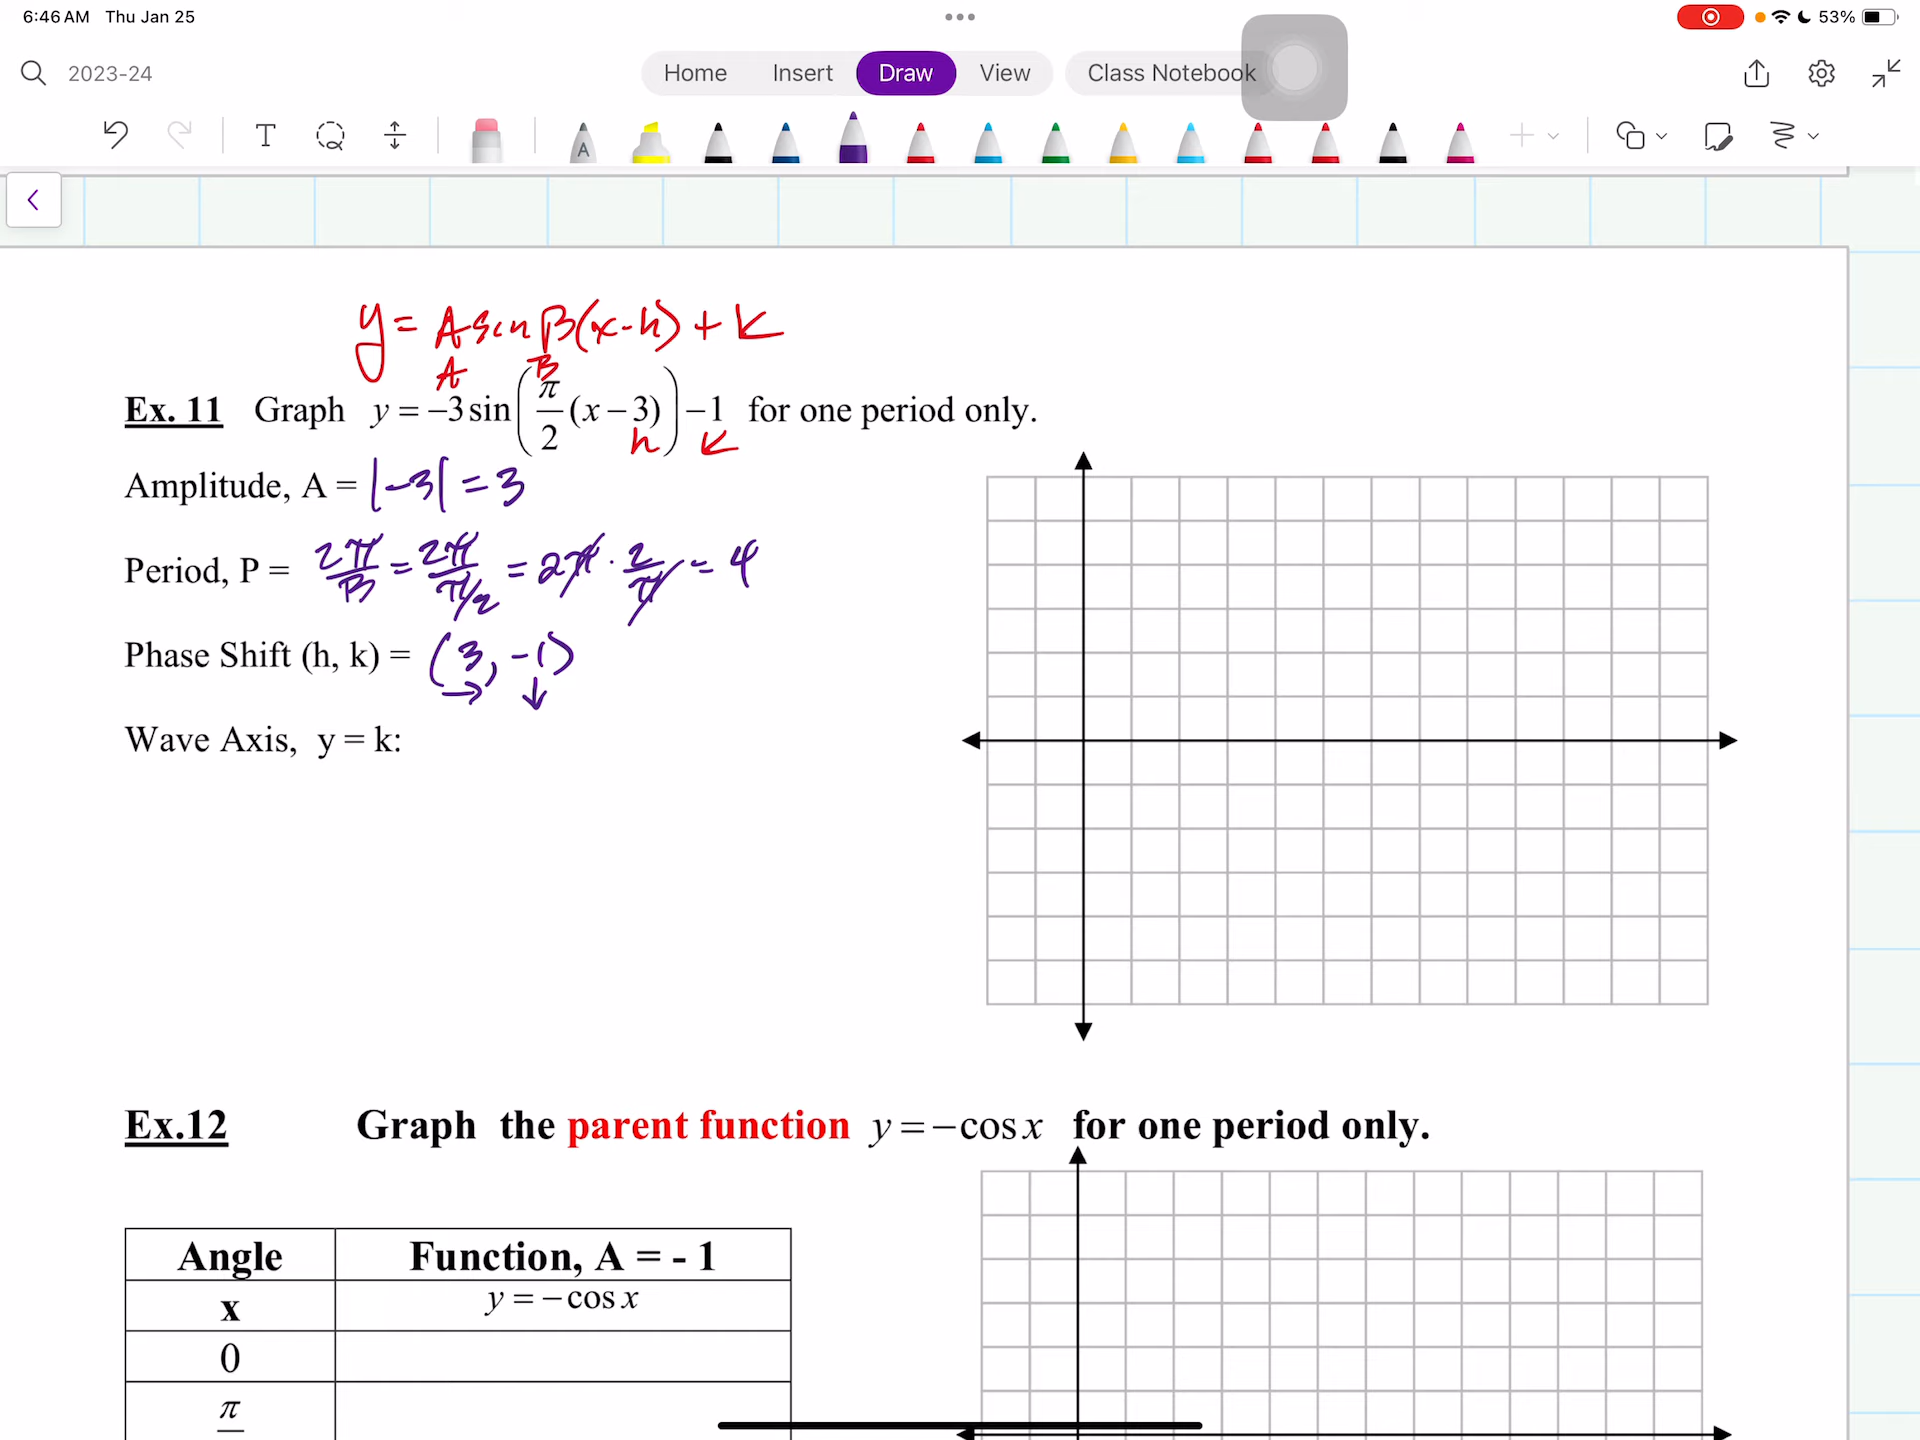 6:46 AM Thu Jan 25
53%
2023-24
Home Insert Draw View Class Notebook
T
A
y = A sin B(x-h) + k
A B
Ex. 11 Graph y = −3 sin(π/2 (x − 3)) − 1 for one period only.
h k
Amplitude, A = |-3| = 3
Period, P = 2π/B = 2π/π/2 = 2π · 2/π = 4
Phase Shift (h, k) = (3, -1)
→ ↓
Wave Axis, y = k:
Ex.12 Graph the parent function y = − cos x for one period only.
Angle Function, A = - 1
x y = − cos x
0
π